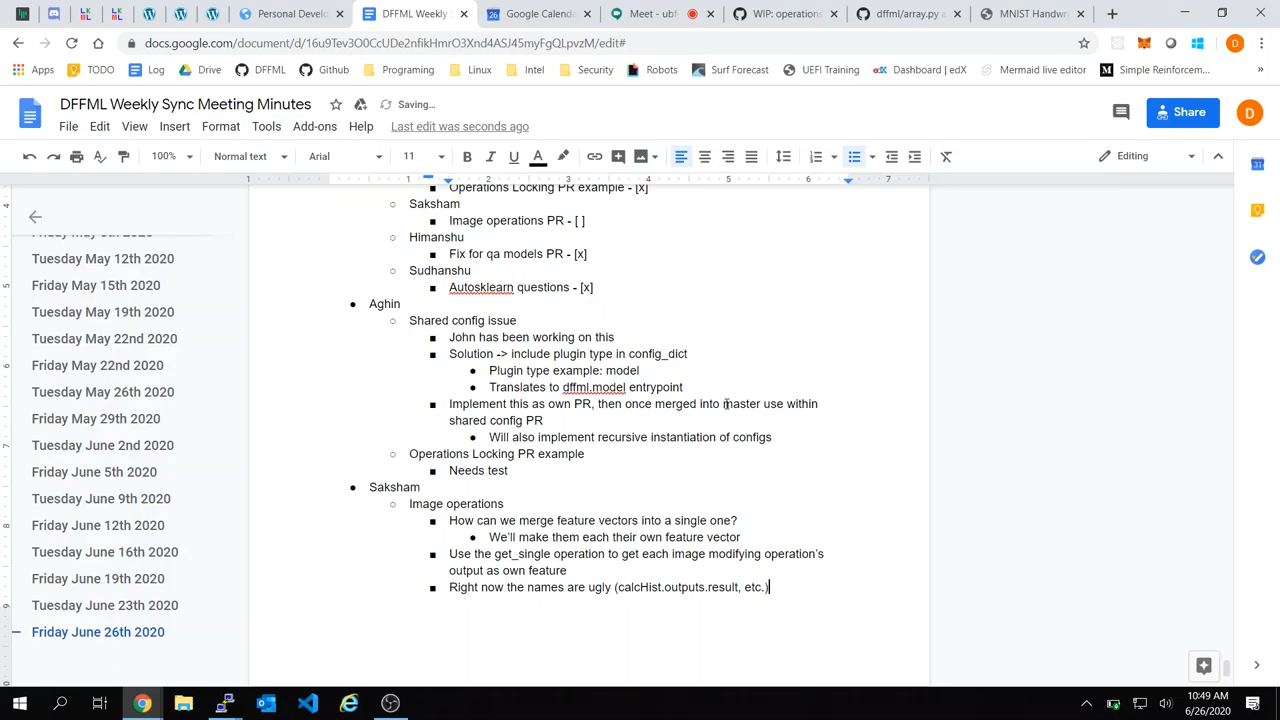 Personal Devel
DFFML Weekly S
Google Calenda
Meet - ubf
WIP: operation
dffml/array.py a
MNIST Handwr
docs.google.com/document/d/16u9Tev3O0CcUDe2nfikHmrO3Xnd4ASJ45myFgQLpvzM/edit#
Apps
TODO
Log
Drive
DFFML
Github
Programing
Linux
Intel
Security
Robots
Surf Forecast
UEFI Training
Dashboard | edX
Mermaid live editor
Simple Reinforcem...
DFFML Weekly Sync Meeting Minutes
Saving...
File Edit View Insert Format Tools Add-ons Help
Last edit was seconds ago
Share
D
100%
Normal text
Arial
11
Editing
Tuesday May 12th 2020
Friday May 15th 2020
Tuesday May 19th 2020
Friday May 22nd 2020
Friday May 22nd 2020
Tuesday May 26th 2020
Friday May 29th 2020
Tuesday June 2nd 2020
Friday June 5th 2020
Tuesday June 9th 2020
Friday June 12th 2020
Tuesday June 16th 2020
Friday June 19th 2020
Tuesday June 23rd 2020
Friday June 26th 2020
Operations Locking PR example - [x]
Saksham
Image operations PR - [ ]
Himanshu
Fix for qa models PR - [x]
Sudhanshu
Autosklearn questions - [x]
Aghin
Shared config issue
John has been working on this
Solution -> include plugin type in config_dict
Plugin type example: model
Translates to dffml.model entrypoint
Implement this as own PR, then once merged into master use within
shared config PR
Will also implement recursive instantiation of configs
Operations Locking PR example
Needs test
Saksham
Image operations
How can we merge feature vectors into a single one?
We'll make them each their own feature vector
Use the get_single operation to get each image modifying operation's
output as own feature
Right now the names are ugly (calcHist.outputs.result, etc.)
10:49 AM
6/26/2020